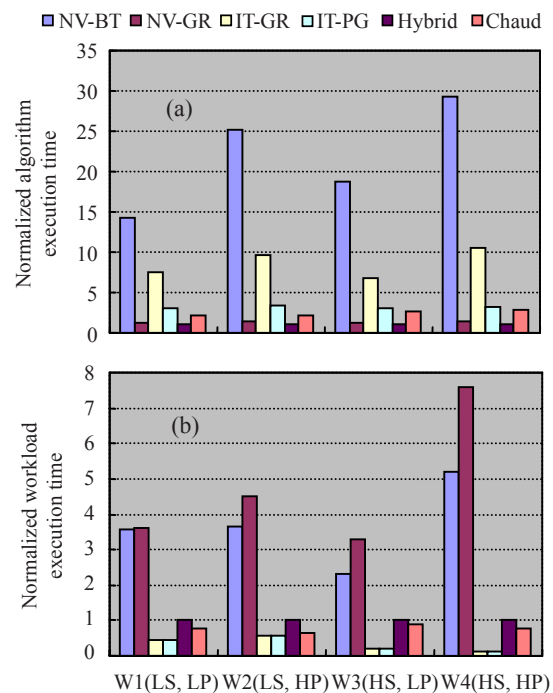 NV-BT NV-GR IT-GR IT-PG Hybrid Chaud
35
30
25
20
15
10
5
0
(a)
Normalized algorithm
execution time
8
7
6
5
4
3
2
1
0
(b)
Normalized workload
execution time
W1(LS, LP) W2(LS, HP) W3(HS, LP) W4(HS, HP)